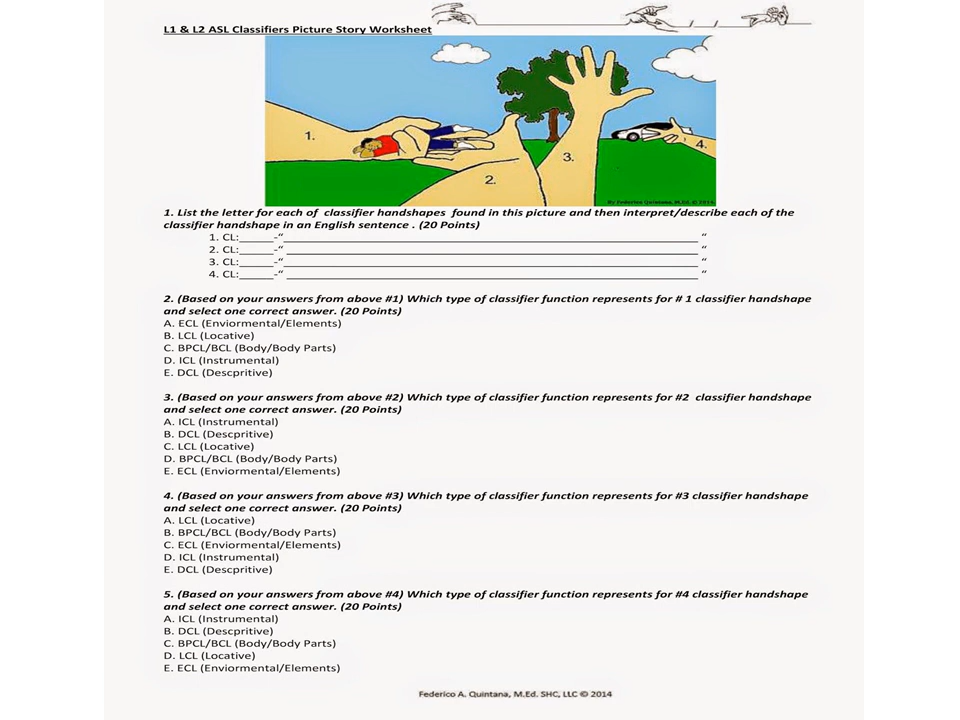 L1 & L2 ASL Classifiers Picture Story Worksheet
1.
2.
3.
4.
By Federico Quintana, M.Ed. © 2014
1. List the letter for each of classifier handshapes found in this picture and then interpret/describe each of the
classifier handshape in an English sentence . (20 Points)
1. CL:_____-“______________________________ “
2. CL:_____-“ ______________________________ “
3. CL:_____-“______________________________ “
4. CL:_____-“ ______________________________ “
2. (Based on your answers from above #1) Which type of classifier function represents for # 1 classifier handshape
and select one correct answer. (20 Points)
A. ECL (Enviormental/Elements)
B. LCL (Locative)
C. BPCL/BCL (Body/Body Parts)
D. ICL (Instrumental)
E. DCL (Descpritive)
3. (Based on your answers from above #2) Which type of classifier function represents for #2 classifier handshape
and select one correct answer. (20 Points)
A. ICL (Instrumental)
B. DCL (Descpritive)
C. LCL (Locative)
D. BPCL/BCL (Body/Body Parts)
E. ECL (Enviormental/Elements)
4. (Based on your answers from above #3) Which type of classifier function represents for #3 classifier handshape
and select one correct answer. (20 Points)
A. LCL (Locative)
B. BPCL/BCL (Body/Body Parts)
C. ECL (Enviormental/Elements)
D. ICL (Instrumental)
E. DCL (Descpritive)
5. (Based on your answers from above #4) Which type of classifier function represents for #4 classifier handshape
and select one correct answer. (20 Points)
A. ICL (Instrumental)
B. DCL (Descpritive)
C. BPCL/BCL (Body/Body Parts)
D. LCL (Locative)
E. ECL (Enviormental/Elements)
Federico A. Quintana, M.Ed. SHC, LLC © 2014